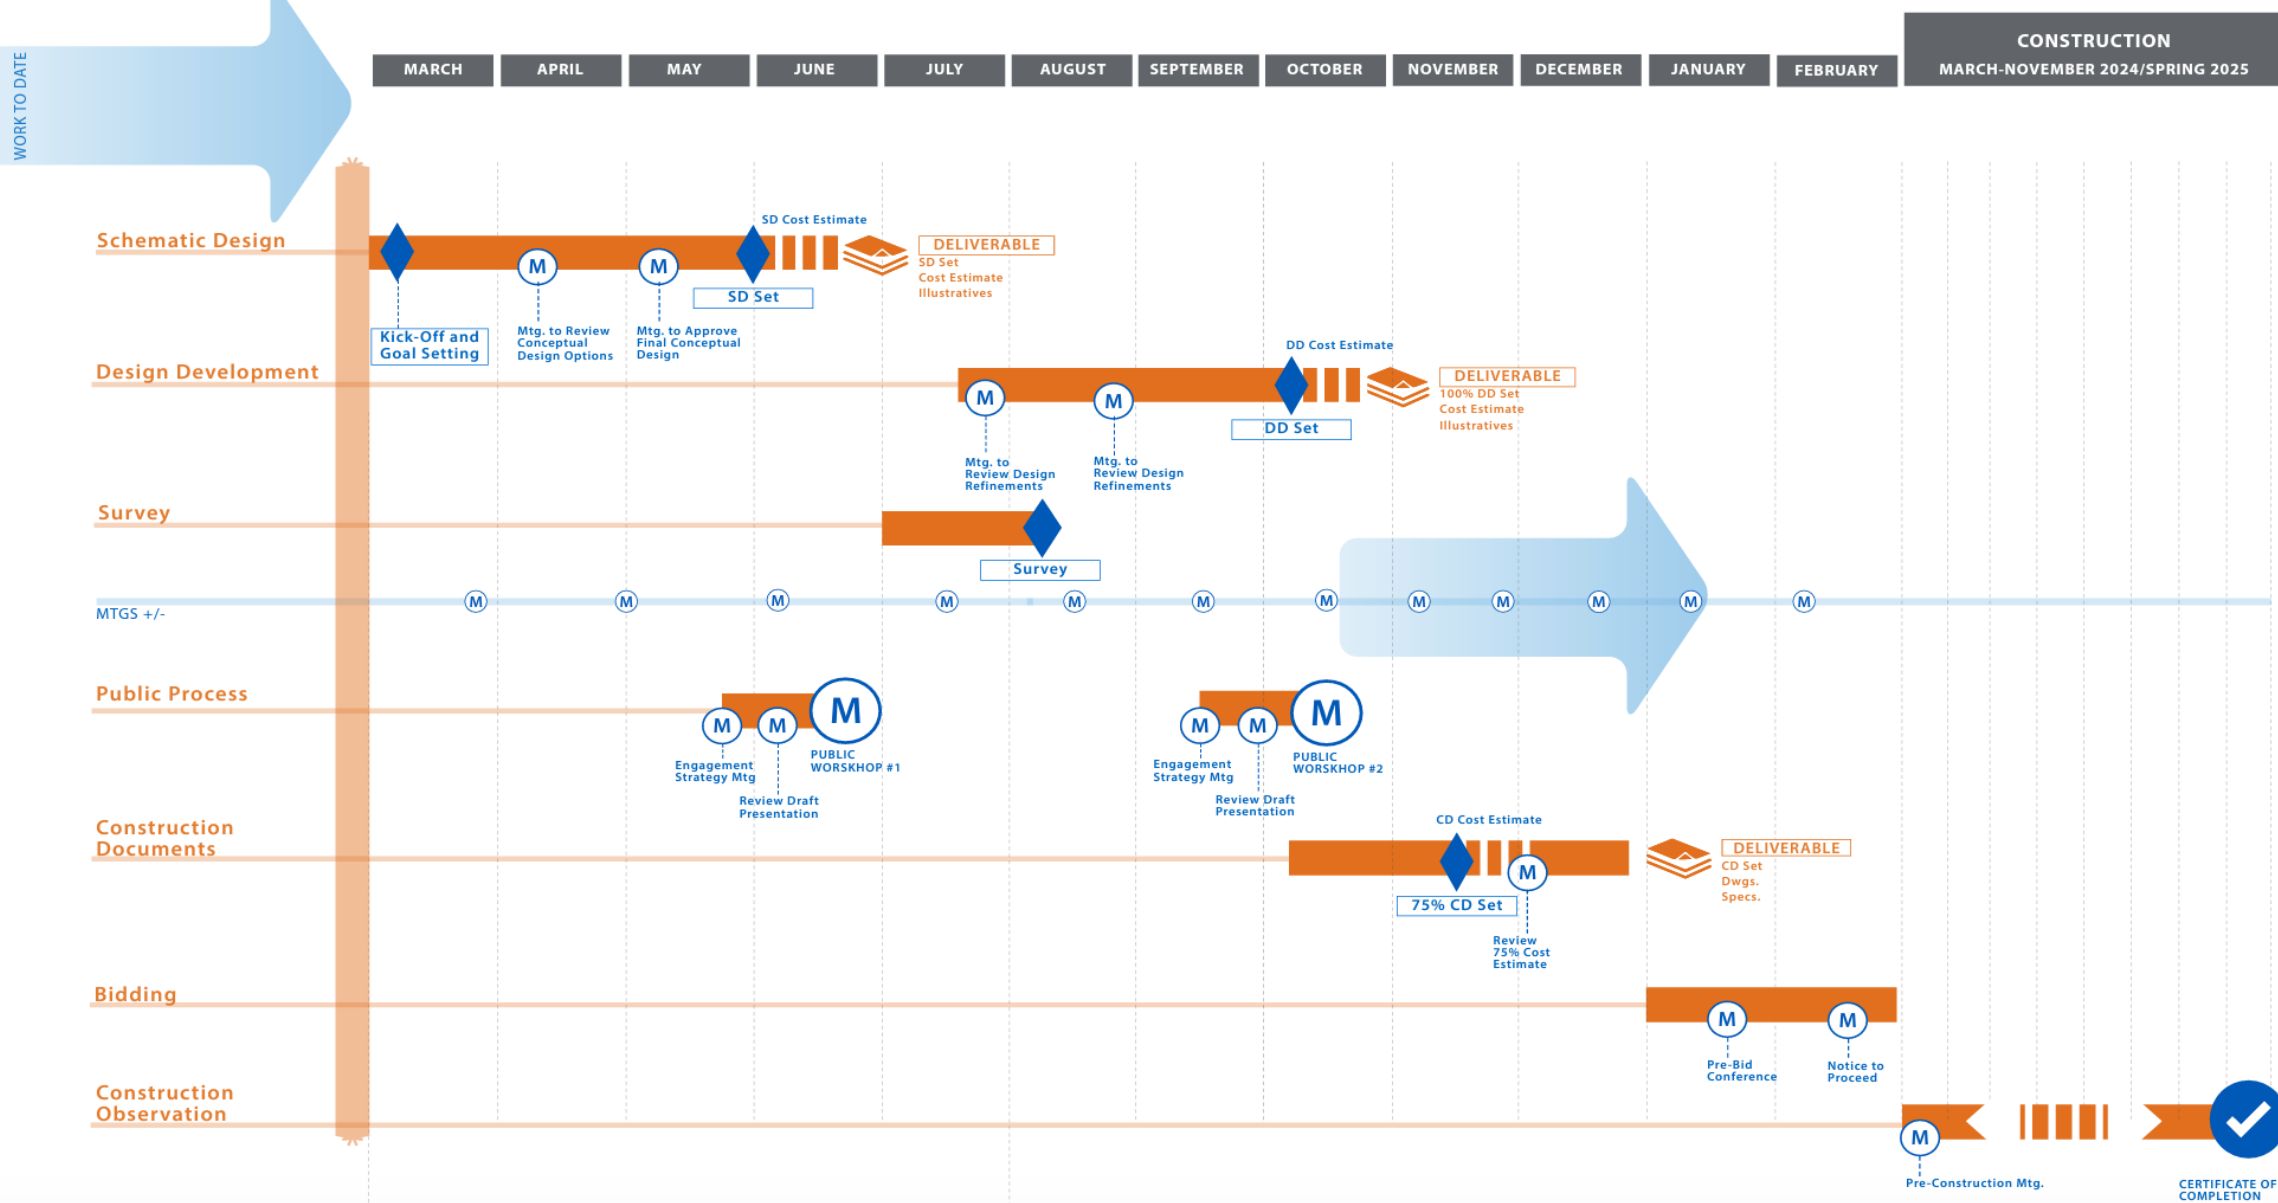 WORK TO DATE
MARCH
APRIL
MAY
JUNE
JULY
AUGUST
SEPTEMBER
OCTOBER
NOVEMBER
DECEMBER
JANUARY
FEBRUARY
CONSTRUCTION
MARCH-NOVEMBER 2024/SPRING 2025
Schematic Design
SD Cost Estimate
M
M
SD Set
DELIVERABLE
SD Set
Cost Estimate
Illustratives
Kick-Off and
Goal Setting
Mtg. to Review
Conceptual
Design Options
Mtg. to Approve
Final Conceptual
Design
Design Development
DD Cost Estimate
M
M
DD Set
DELIVERABLE
100% DD Set
Cost Estimate
Illustratives
Mtg. to
Review Design
Refinements
Mtg. to
Review Design
Refinements
Survey
Survey
MTGS +/-
M
M
M
M
M
M
M
M
M
M
M
M
Public Process
M
M
M
Engagement
Strategy Mtg
Review Draft
Presentation
PUBLIC
WORSKHOP #1
M
M
M
Engagement
Strategy Mtg
Review Draft
Presentation
PUBLIC
WORSKHOP #2
Construction
Documents
CD Cost Estimate
M
75% CD Set
Review
75% Cost
Estimate
DELIVERABLE
CD Set
Dwgs.
Specs.
Bidding
M
M
Pre-Bid
Conference
Notice to
Proceed
Construction
Observation
M
Pre-Construction Mtg.
CERTIFICATE OF
COMPLETION